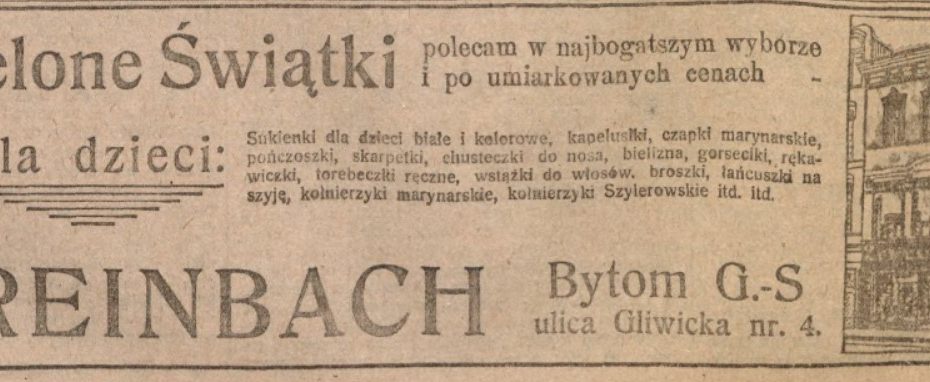 elone Świątki
polecam w najbogatszym wyborze
i po umiarkowanych cenach -
la dzieci:
Sukienki dla dzieci białe i kolorowe, kapelusiki, czapki marynarskie,
pończoszki, skarpetki, chusteczki do nosa, bielizna, gorseciki, ręka-
wiczki, torebeczki ręczne, wstążki do włosów, broszki, łańcuszki na
szyję, kołnierzyki marynarskie, kołnierzyki Szylerowskie itd. itd.
REINBACH
Bytom G.-S
ulica Gliwicka nr. 4.